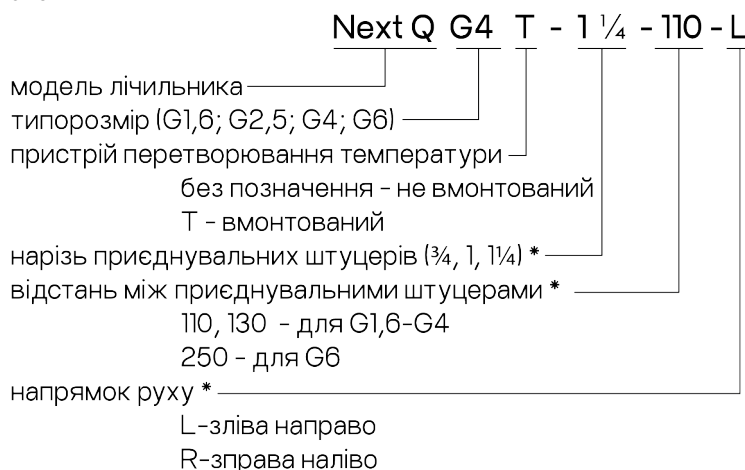 Next Q G4 T - 1 ¼ - 110 - L
модель лічильника
типорозмір (G1,6; G2,5; G4; G6)
пристрій перетворювання температури
без позначення - не вмонтований
T - вмонтований
нарізь приєднувальних штуцерів (¾, 1, 1¼) *
відстань між приєднувальними штуцерами *
110, 130 - для G1,6-G4
250 - для G6
напрямок руху *
L-зліва направо
R-зправа наліво